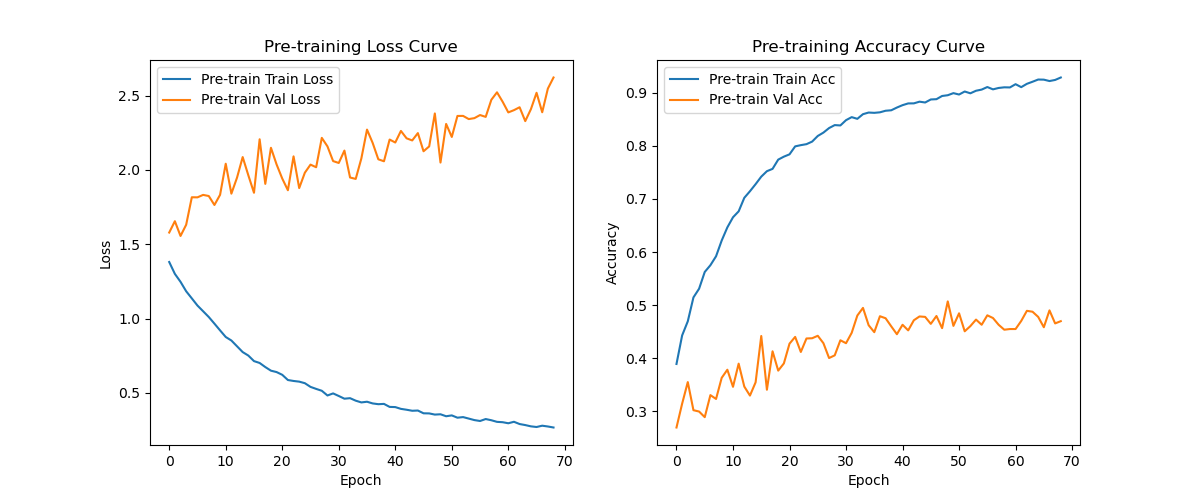 Pre-training Loss Curve
Pre-train Train Loss
Pre-train Val Loss
2.5
2.0
1.5
1.0
0.5
Loss
0 10 20 30 40 50 60 70
Epoch
Pre-training Accuracy Curve
Pre-train Train Acc
Pre-train Val Acc
0.9
0.8
0.7
0.6
0.5
0.4
0.3
Accuracy
0 10 20 30 40 50 60 70
Epoch